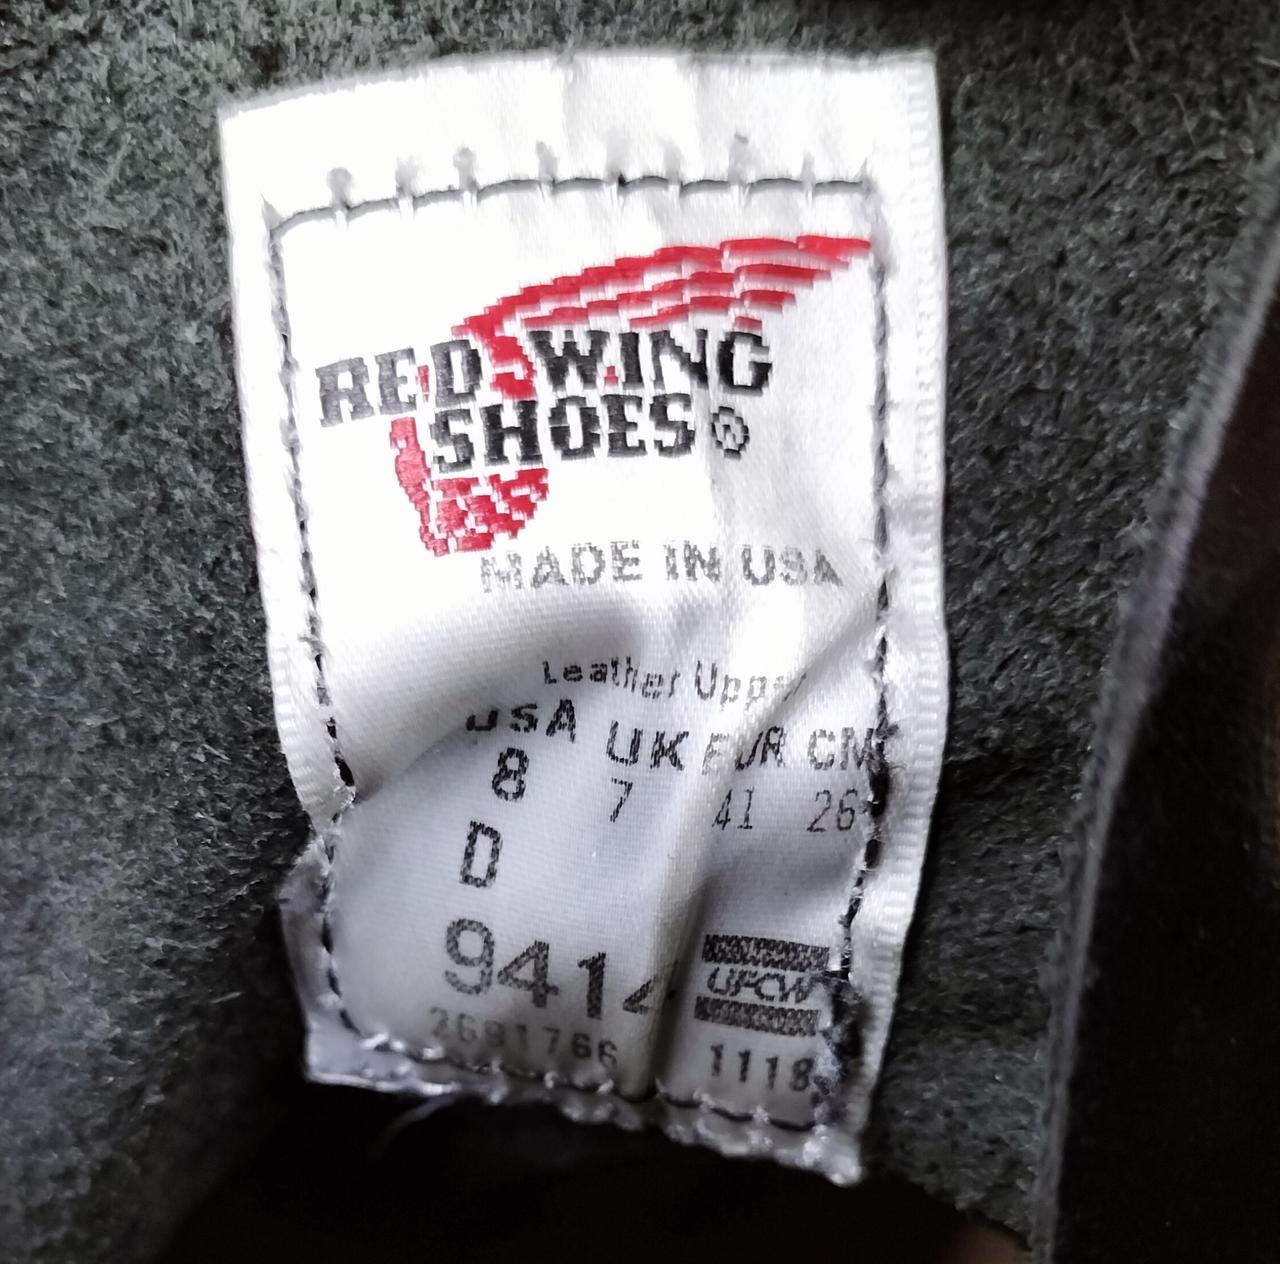 RED WING
SHOES®
MADE IN USA
Leather Upper
USA UK EUR CM
8 7 41 26
D
9414
UFCW
1118